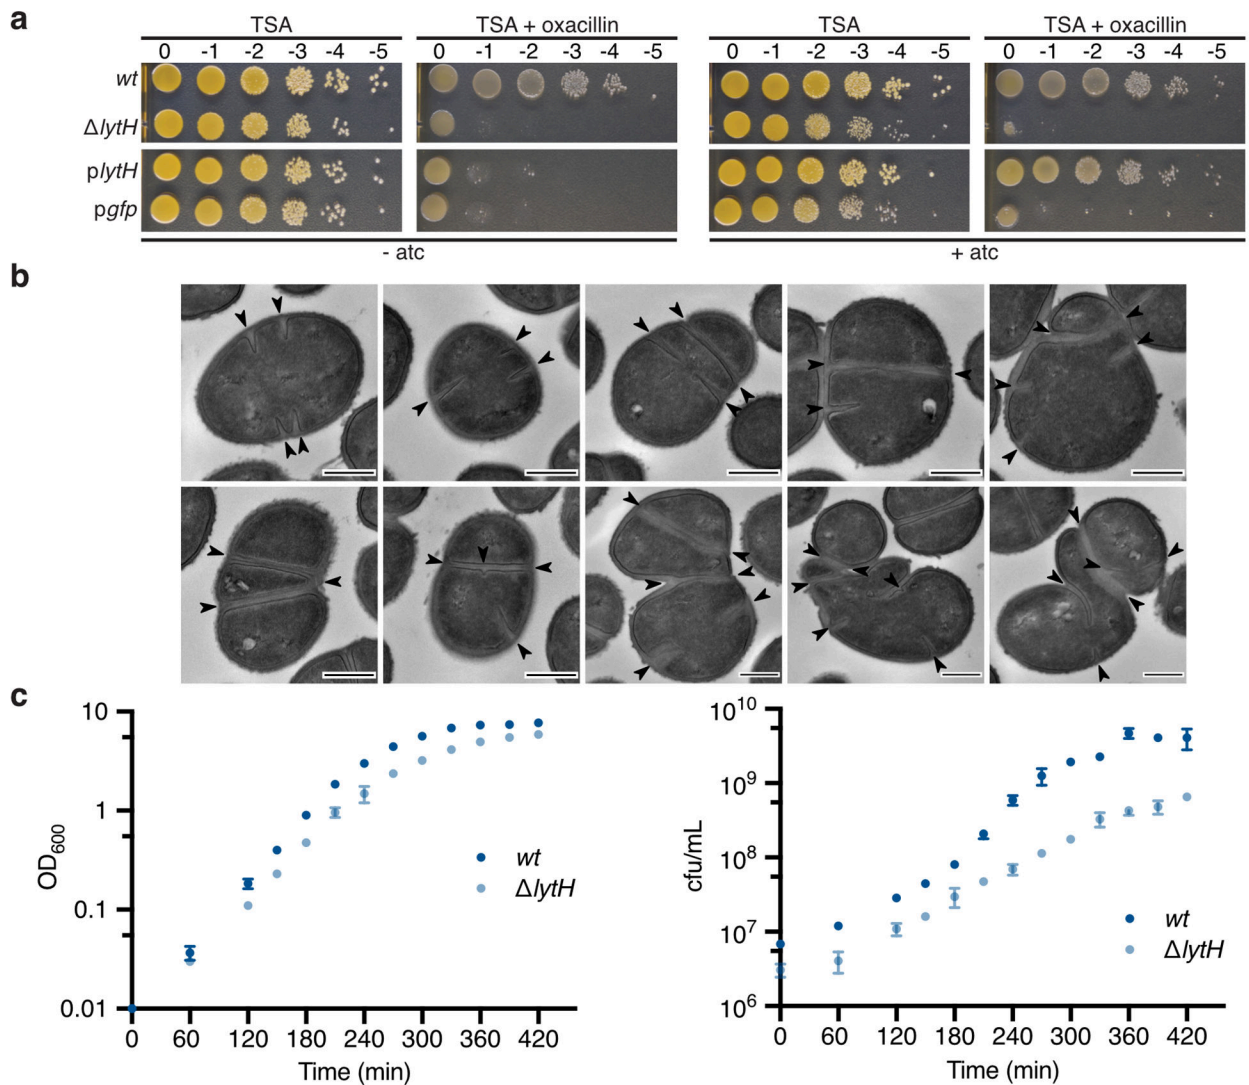 a
TSA TSA + oxacillin TSA TSA + oxacillin
0 -1 -2 -3 -4 -5 0 -1 -2 -3 -4 -5 0 -1 -2 -3 -4 -5 0 -1 -2 -3 -4 -5
wt
ΔlytH
plytH
pgfp
- atc + atc
b
c
10
1
0.1
0.01
OD600
wt
ΔlytH
0 60 120 180 240 300 360 420
Time (min)
10^10
10^9
10^8
10^7
10^6
cfu/mL
wt
ΔlytH
0 60 120 180 240 300 360 420
Time (min)